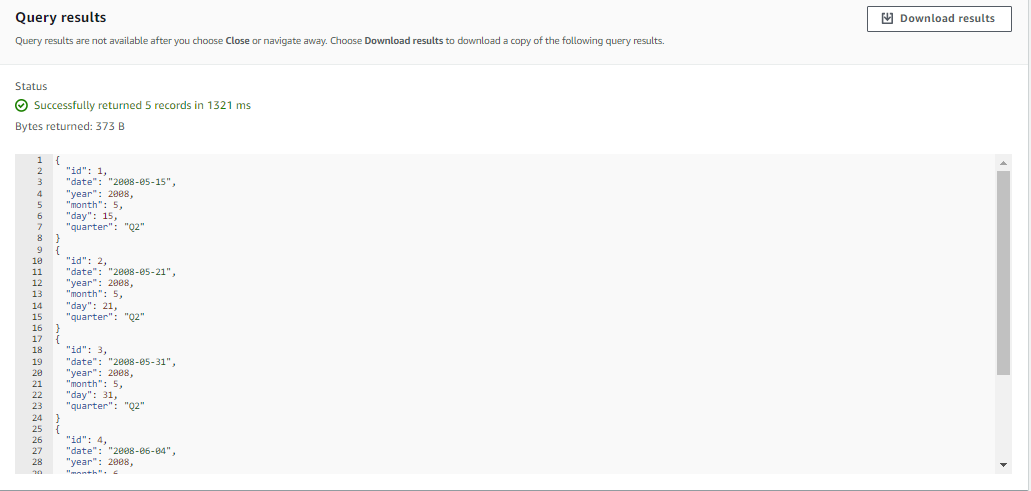 Query results
Download results
Query results are not available after you choose Close or navigate away. Choose Download results to download a copy of the following query results.
Status
Successfully returned 5 records in 1321 ms
Bytes returned: 373 B
1 {
2 "id": 1,
3 "date": "2008-05-15",
4 "year": 2008,
5 "month": 5,
6 "day": 15,
7 "quarter": "Q2"
8 }
9 {
10 "id": 2,
11 "date": "2008-05-21",
12 "year": 2008,
13 "month": 5,
14 "day": 21,
15 "quarter": "Q2"
16 }
17 {
18 "id": 3,
19 "date": "2008-05-31",
20 "year": 2008,
21 "month": 5,
22 "day": 31,
23 "quarter": "Q2"
24 }
25 {
26 "id": 4,
27 "date": "2008-06-04",
28 "year": 2008,
29 "month": 6